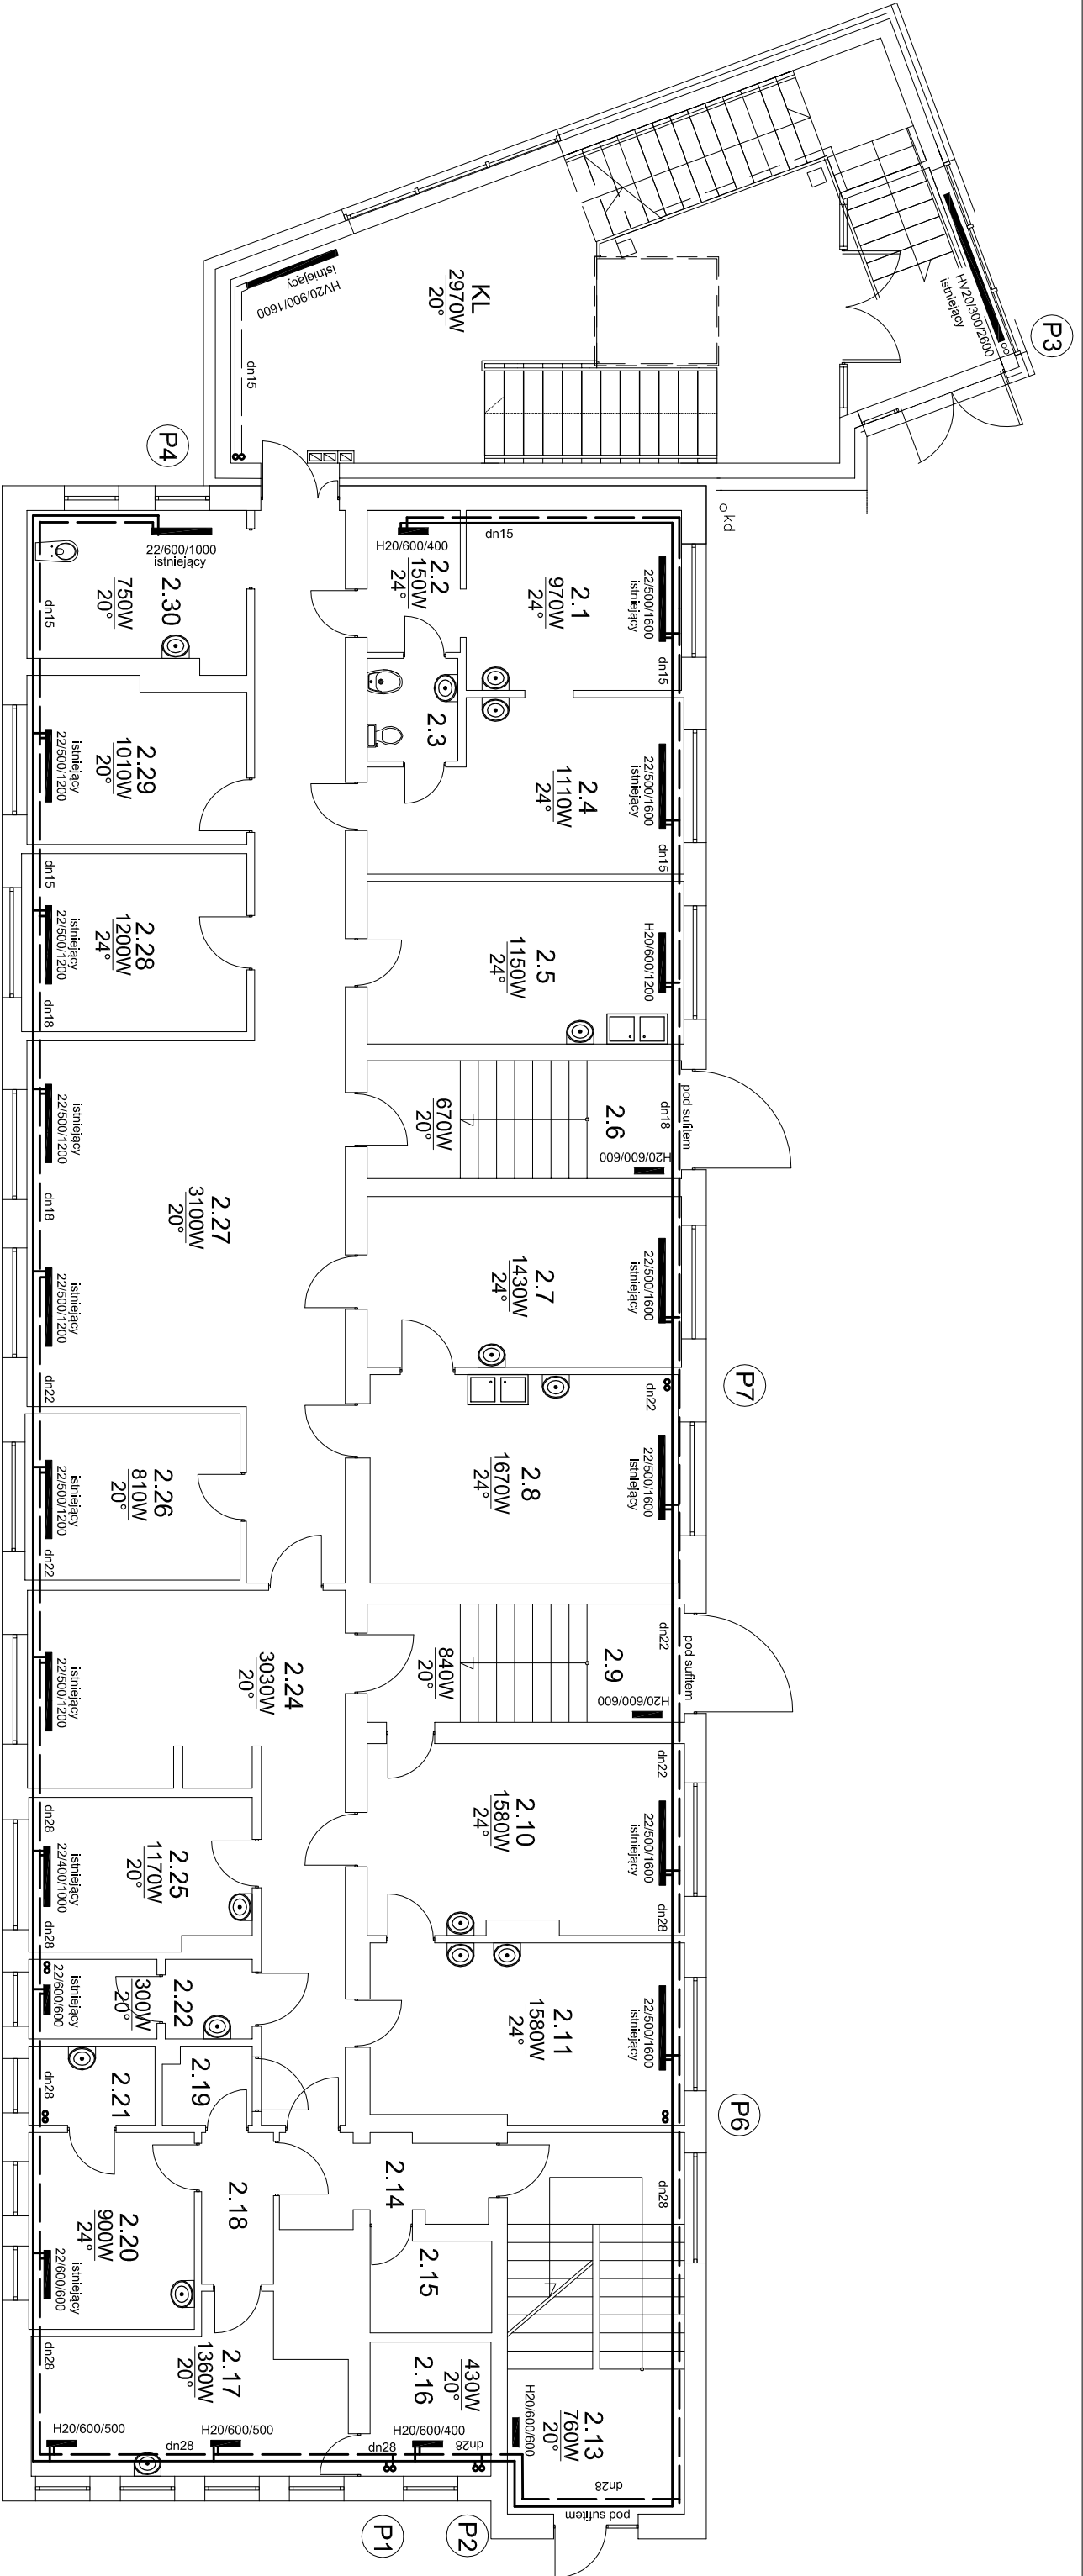 P3
HV20/300/2600
istniejący
KL
2970W
20°
HV20/900/1600
istniejący
dn15
P4
kd
22/600/1000
istniejący
2.30
750W
20°
dn15
H20/600/400
2.2
150W
24°
dn15
2.1
970W
24°
22/500/1600
istniejący
dn15
2.3
2.4
1110W
24°
22/500/1600
istniejący
dn15
2.29
1010W
20°
istniejący
22/500/1200
dn15
2.28
1200W
24°
istniejący
22/500/1200
dn18
2.5
1150W
24°
H20/600/1200
2.6
670W
20°
dn18
pod sufitem
H20/600/600
2.27
3100W
20°
istniejący
22/500/1200
dn18
istniejący
22/500/1200
dn22
2.7
1430W
24°
22/500/1600
istniejący
P7
dn22
2.8
1670W
24°
22/500/1600
istniejący
2.26
810W
20°
istniejący
22/500/1200
dn22
2.9
840W
20°
dn22
pod sufitem
H20/600/600
2.24
3030W
20°
istniejący
22/500/1200
dn22
2.10
1580W
24°
22/500/1600
istniejący
dn28
2.25
1170W
20°
dn28
istniejący
22/400/1000
dn28
2.11
1580W
24°
22/500/1600
istniejący
P6
2.22
300W
20°
istniejący
22/600/600
2.19
2.21
dn28
2.14
dn28
2.18
2.15
2.20
900W
24°
istniejący
22/600/600
dn28
2.17
1360W
20°
2.16
430W
20°
2.13
760W
20°
H20/600/600
H20/600/500
dn28
H20/600/500
dn28
H20/600/400
dn28
dn28
pod sufitem
P1
P2